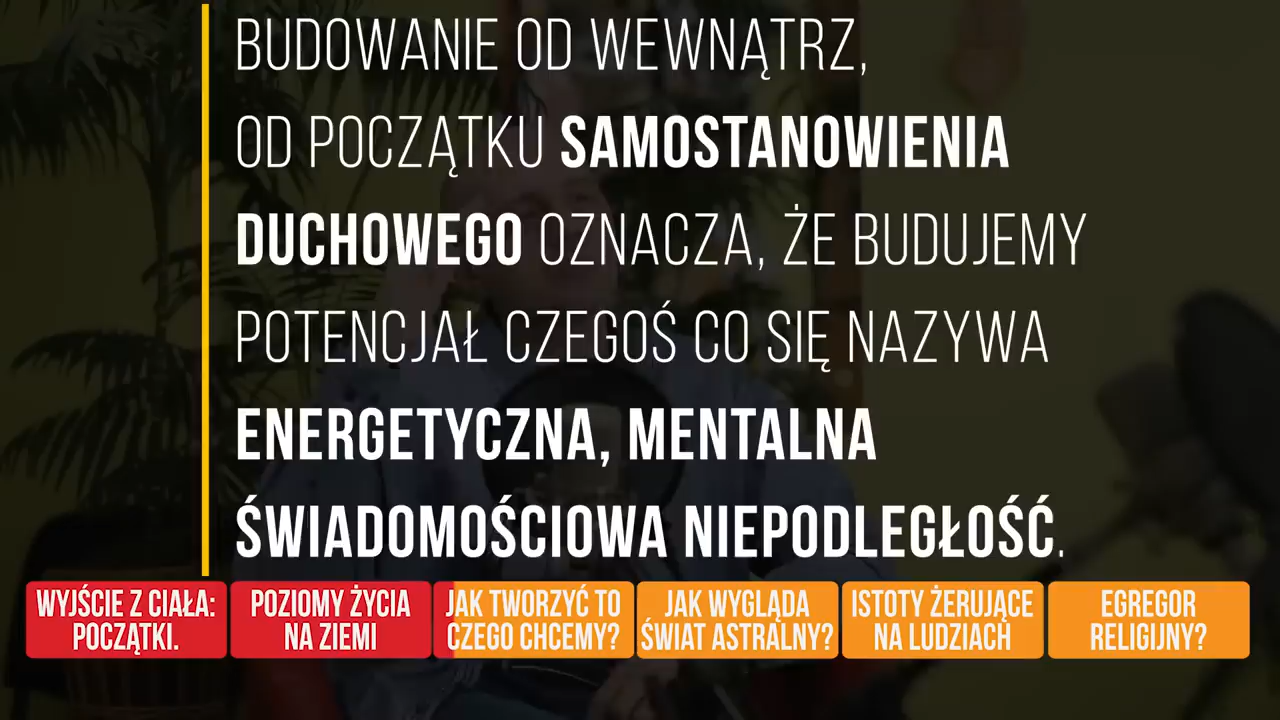 BUDOWANIE OD WEWNĄTRZ,
OD POCZĄTKU SAMOSTANOWIENIA
DUCHOWEGO OZNACZA, ŻE BUDUJEMY
POTENCJAŁ CZEGOŚ CO SIĘ NAZYWA
ENERGETYCZNA, MENTALNA
ŚWIADOMOŚCIOWA NIEPODLEGŁOŚĆ.
WYJŚCIE Z CIAŁA:
POCZĄTKI.
POZIOMY ŻYCIA
NA ZIEMI
JAK TWORZYĆ TO
CZEGO CHCEMY?
JAK WYGLĄDA
ŚWIAT ASTRALNY?
ISTOTY ŻERUJĄCE
NA LUDZIACH
EGREGOR
RELIGIJNY?